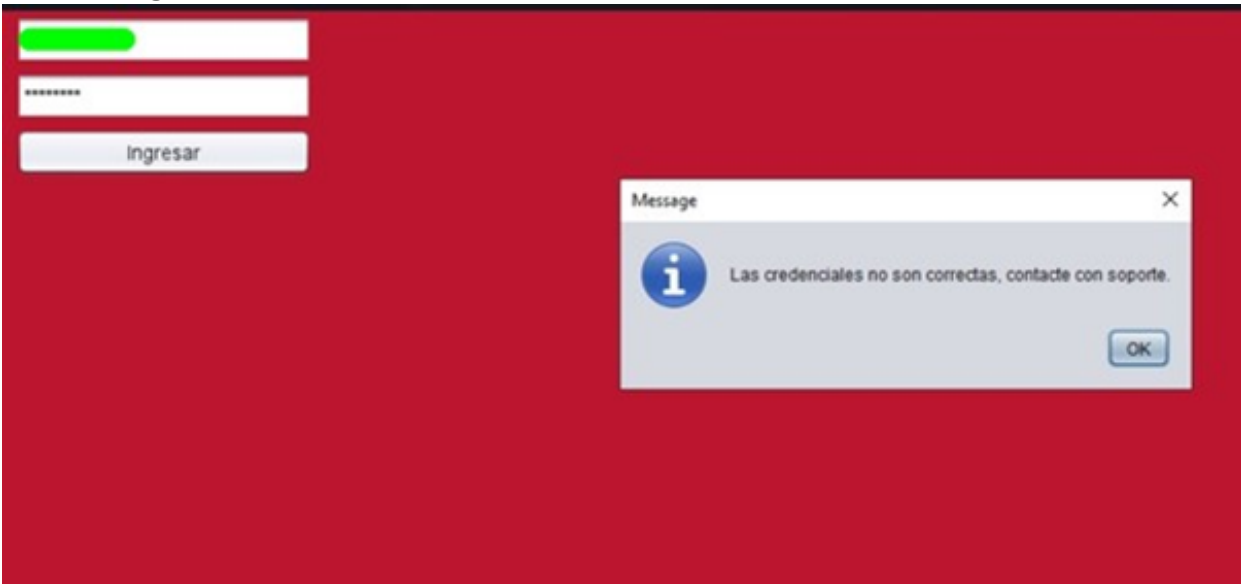 ********
Ingresar
Message
Las credenciales no son correctas, contacte con soporte.
OK